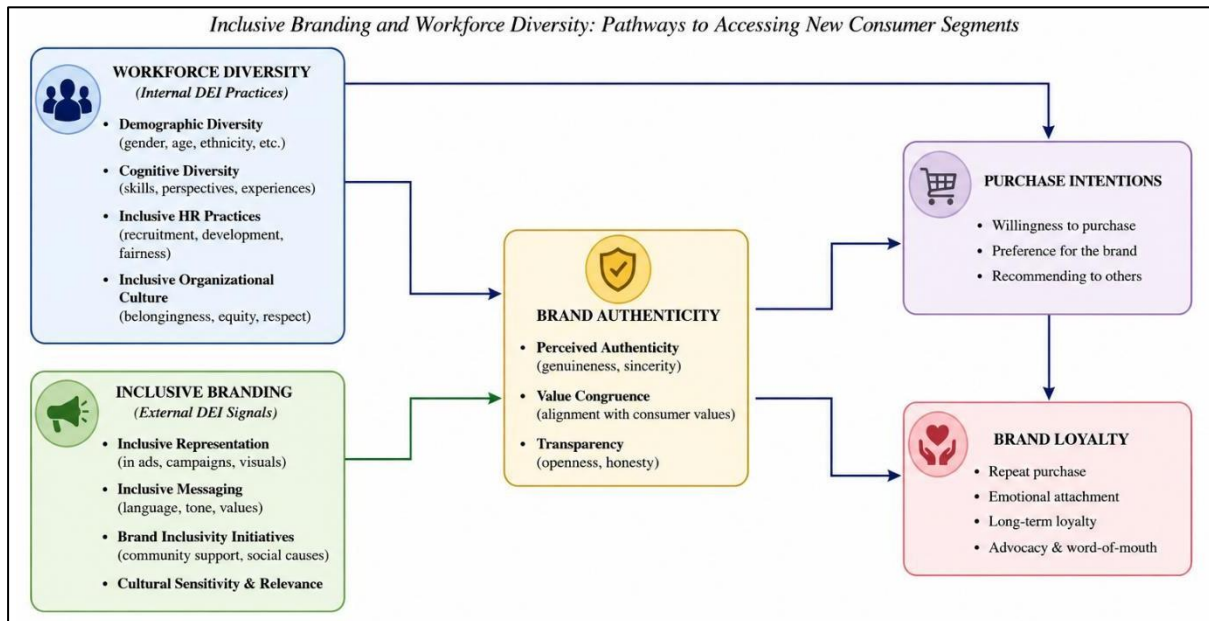 Inclusive Branding and Workforce Diversity: Pathways to Accessing New Consumer Segments
WORKFORCE DIVERSITY
(Internal DEI Practices)
• Demographic Diversity
(gender, age, ethnicity, etc.)
• Cognitive Diversity
(skills, perspectives, experiences)
• Inclusive HR Practices
(recruitment, development,
fairness)
• Inclusive Organizational
Culture
(belongingness, equity, respect)
INCLUSIVE BRANDING
(External DEI Signals)
• Inclusive Representation
(in ads, campaigns, visuals)
• Inclusive Messaging
(language, tone, values)
• Brand Inclusivity Initiatives
(community support, social causes)
• Cultural Sensitivity & Relevance
BRAND AUTHENTICITY
• Perceived Authenticity
(genuineness, sincerity)
• Value Congruence
(alignment with consumer values)
• Transparency
(openness, honesty)
PURCHASE INTENTIONS
• Willingness to purchase
• Preference for the brand
• Recommending to others
BRAND LOYALTY
• Repeat purchase
• Emotional attachment
• Long-term loyalty
• Advocacy & word-of-mouth